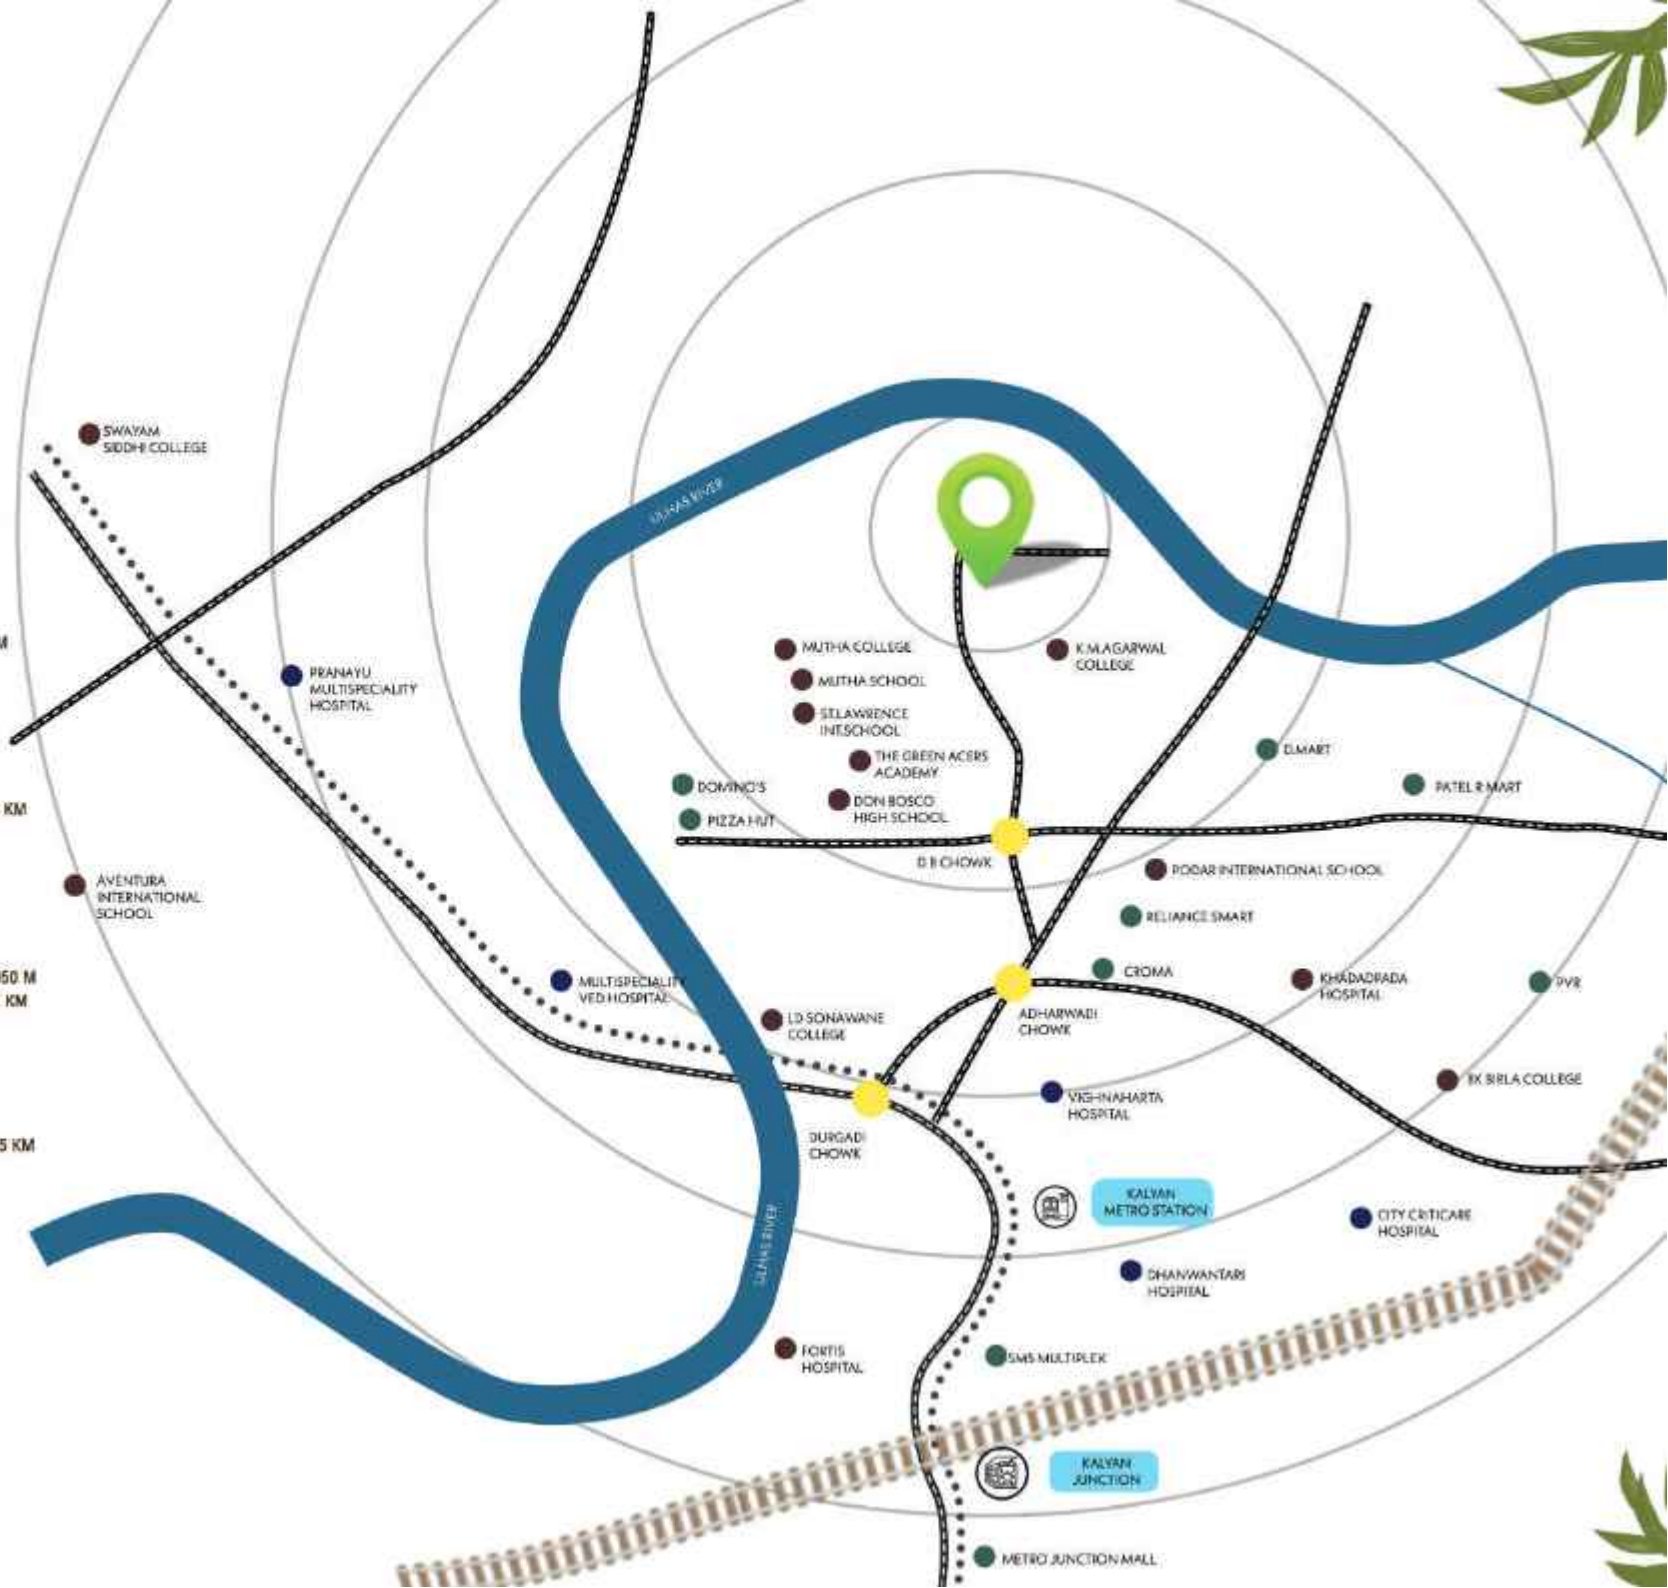 SWAYAM
SIDDHI COLLEGE
ULHAS RIVER
M
PRANAYU
MULTISPECIALITY
HOSPITAL
MUTHA COLLEGE
K.M.AGARWAL
COLLEGE
MUTHA SCHOOL
ST.LAWRENCE
INT.SCHOOL
THE GREEN ACERS
ACADEMY
D.MART
DOMINO'S
PATEL R MART
DON BOSCO
HIGH SCHOOL
PIZZA HUT
KM
D B CHOWK
PODAR INTERNATIONAL SCHOOL
AVENTURA
INTERNATIONAL
SCHOOL
RELIANCE SMART
50 M
KM
MULTISPECIALITY
VED HOSPITAL
CROMA
KHADADPADA
HOSPITAL
PVR
LD SONAWANE
COLLEGE
ADHARWADI
CHOWK
BK BIRLA COLLEGE
VIGHNAHARTA
HOSPITAL
5 KM
DURGADI
CHOWK
KALYAN
METRO STATION
CITY CRITICARE
HOSPITAL
ULHAS RIVER
DHANWANTARI
HOSPITAL
FORTIS
HOSPITAL
SMS MULTIPLEX
KALYAN
JUNCTION
METRO JUNCTION MALL